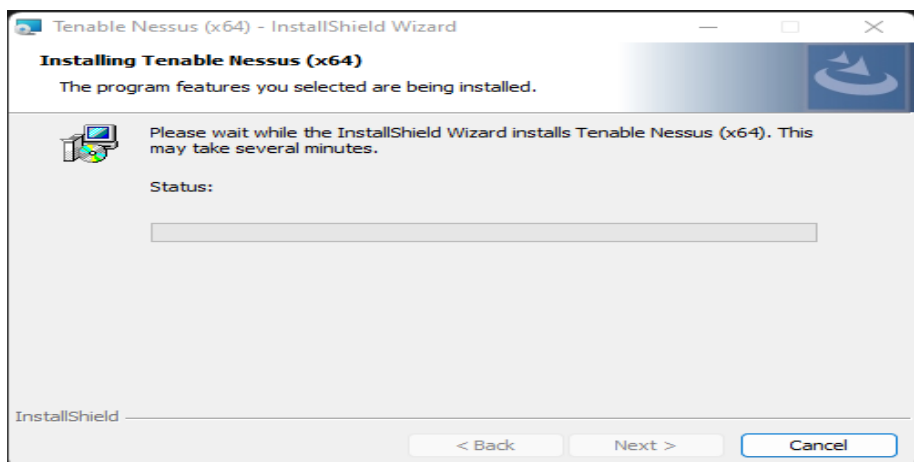 Tenable Nessus (x64) - InstallShield Wizard
Installing Tenable Nessus (x64)
The program features you selected are being installed.
Please wait while the InstallShield Wizard installs Tenable Nessus (x64). This
may take several minutes.
Status:
InstallShield
< Back
Next >
Cancel